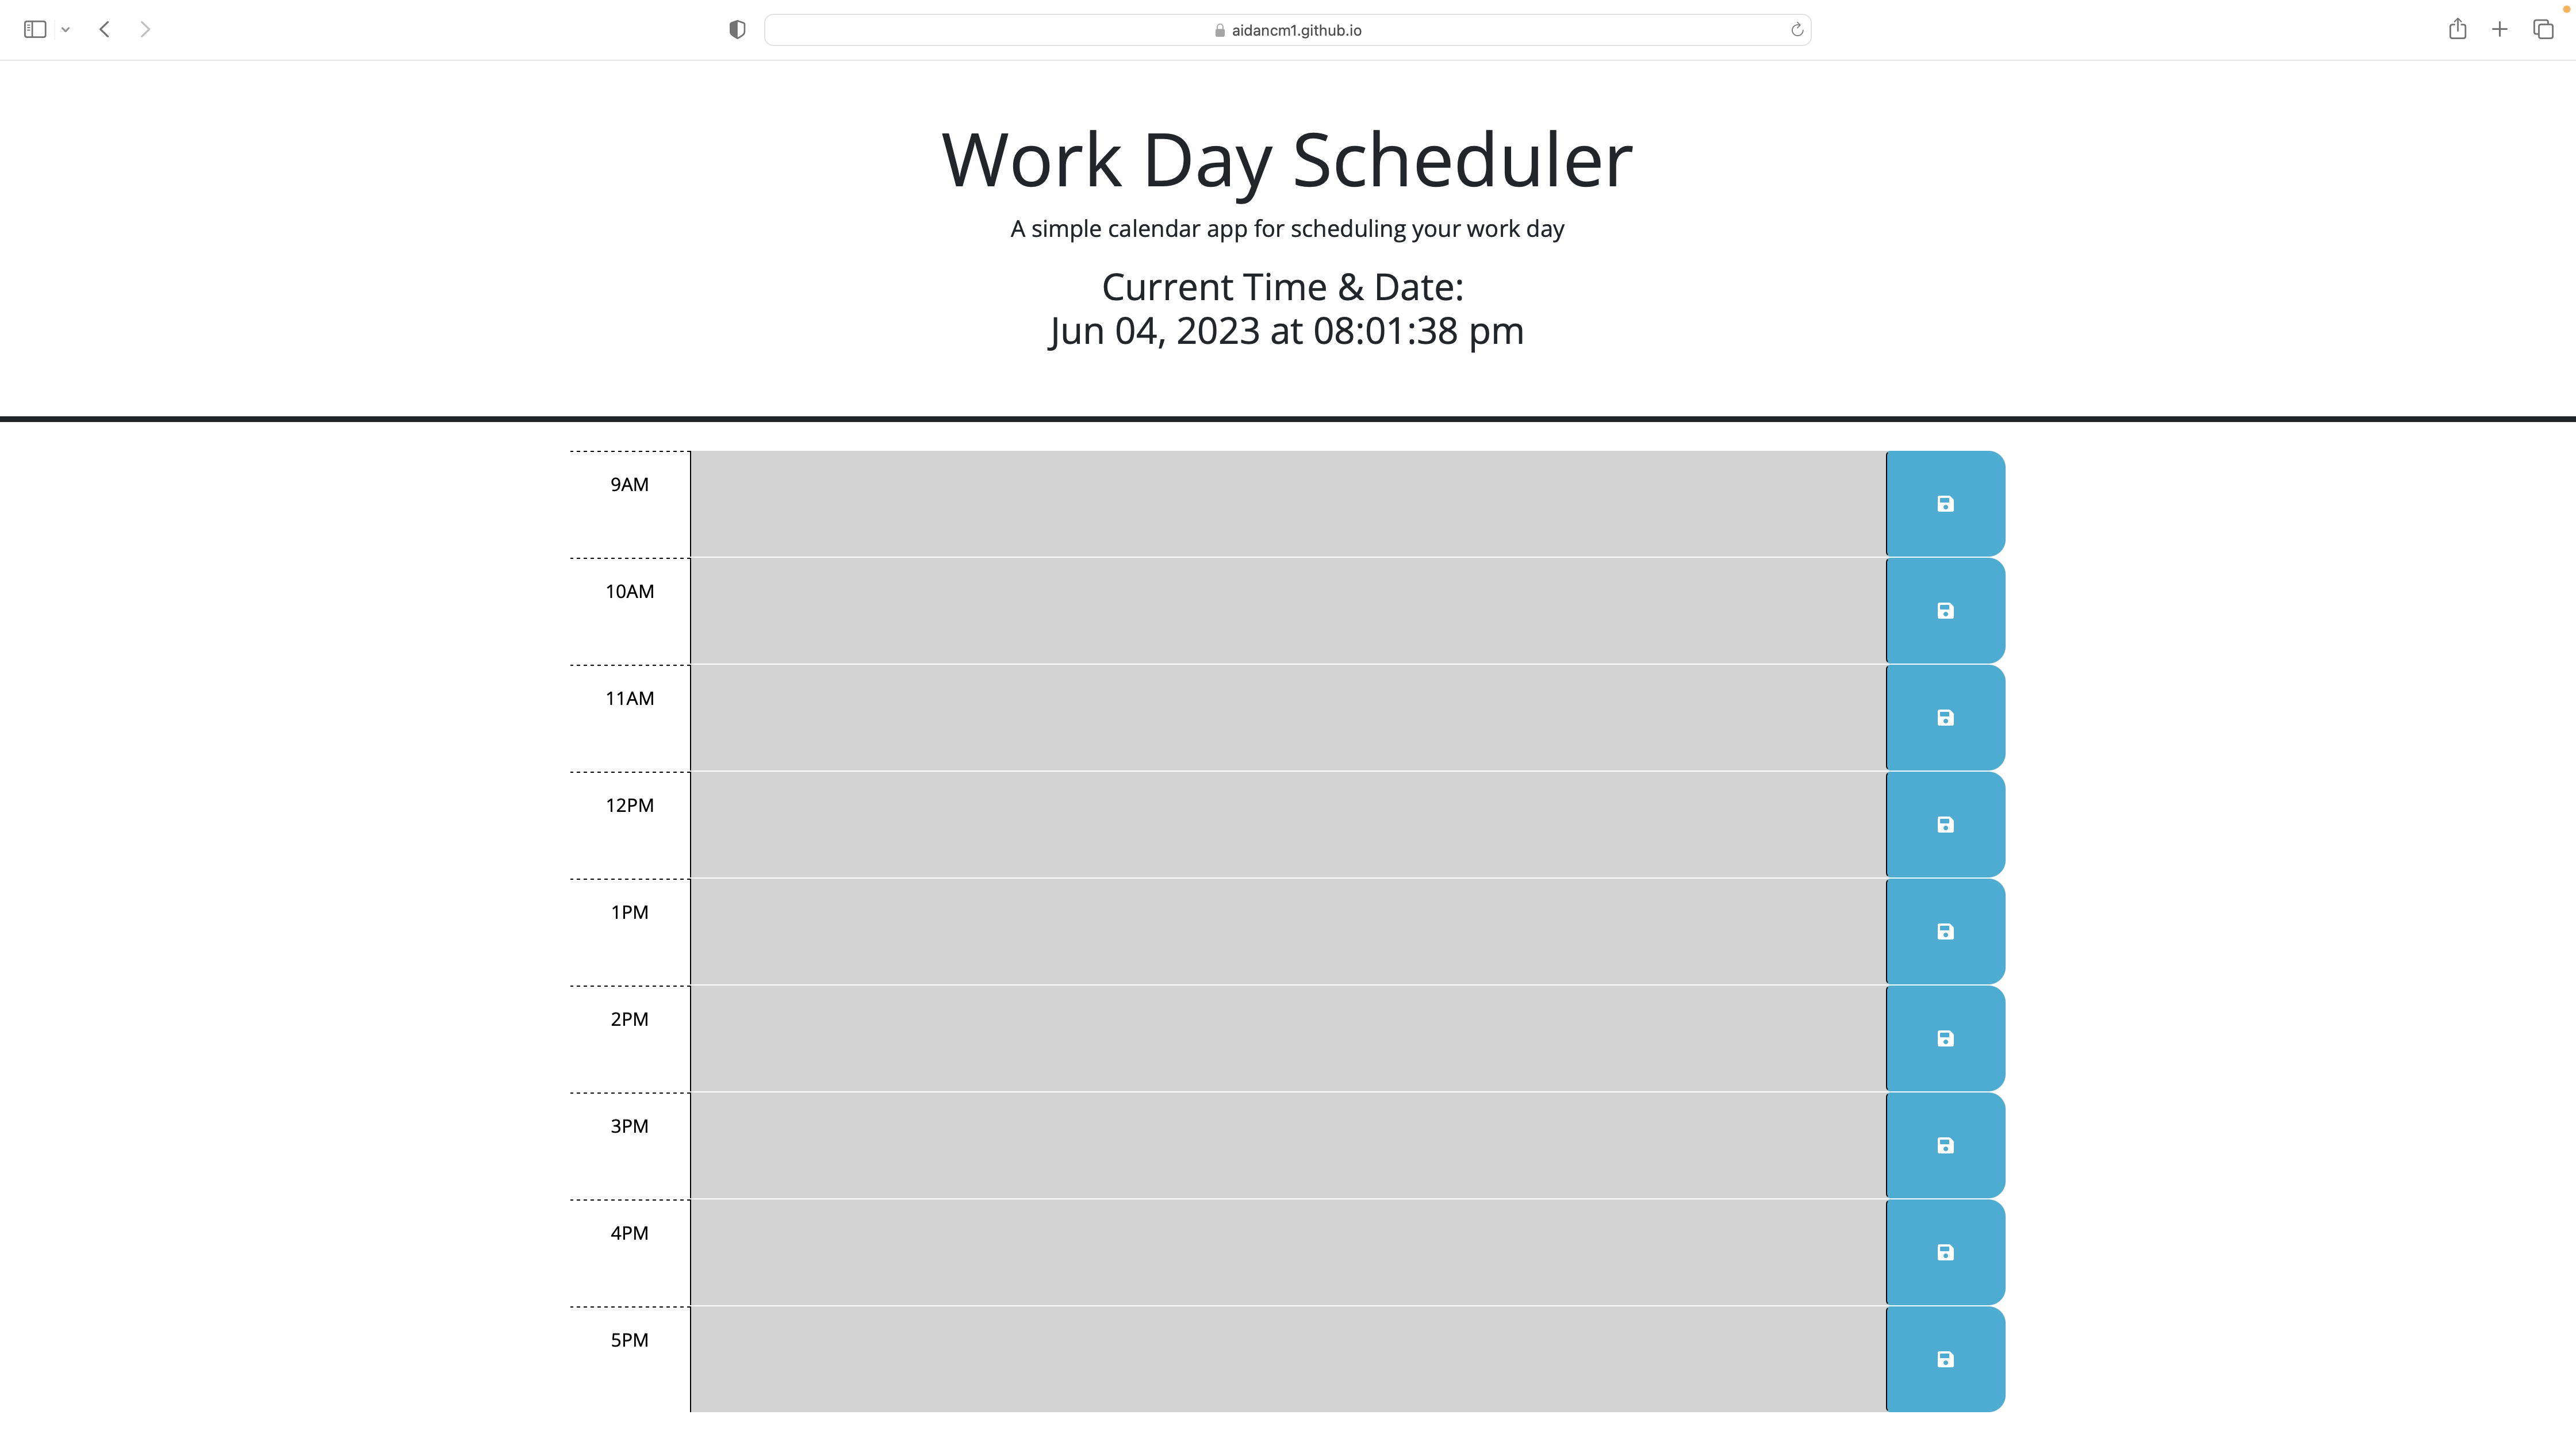 aidancm1.github.io
Work Day Scheduler
A simple calendar app for scheduling your work day
Current Time & Date:
Jun 04, 2023 at 08:01:38 pm
9AM
10AM
11AM
12PM
1PM
2PM
3PM
4PM
5PM